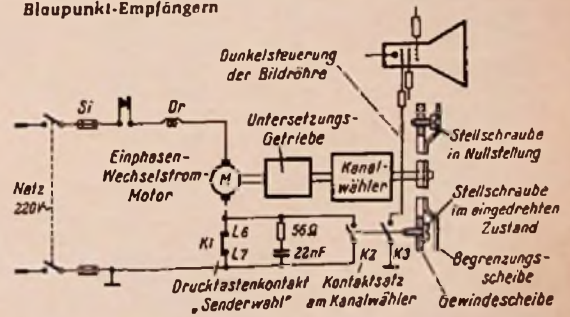 Blaupunkt-Empfängern
Dunkelsteuerung
der Bildröhre
Si
Dr
Untersetzungs-
Getriebe
Stellschraube
in Nullstellung
Einphasen-
Wechselstrom-
Motor
M
Kanal-
wähler
Netz
220V~
Stellschraube
im eingedrehten
Zustand
K1
L6
L7
56Ω
22nF
K2
K3
Begrenzungs-
scheibe
Drucktastenkontakt
„Senderwahl"
Kontaktsatz
am Kanalwähler
Gewindescheibe
Si